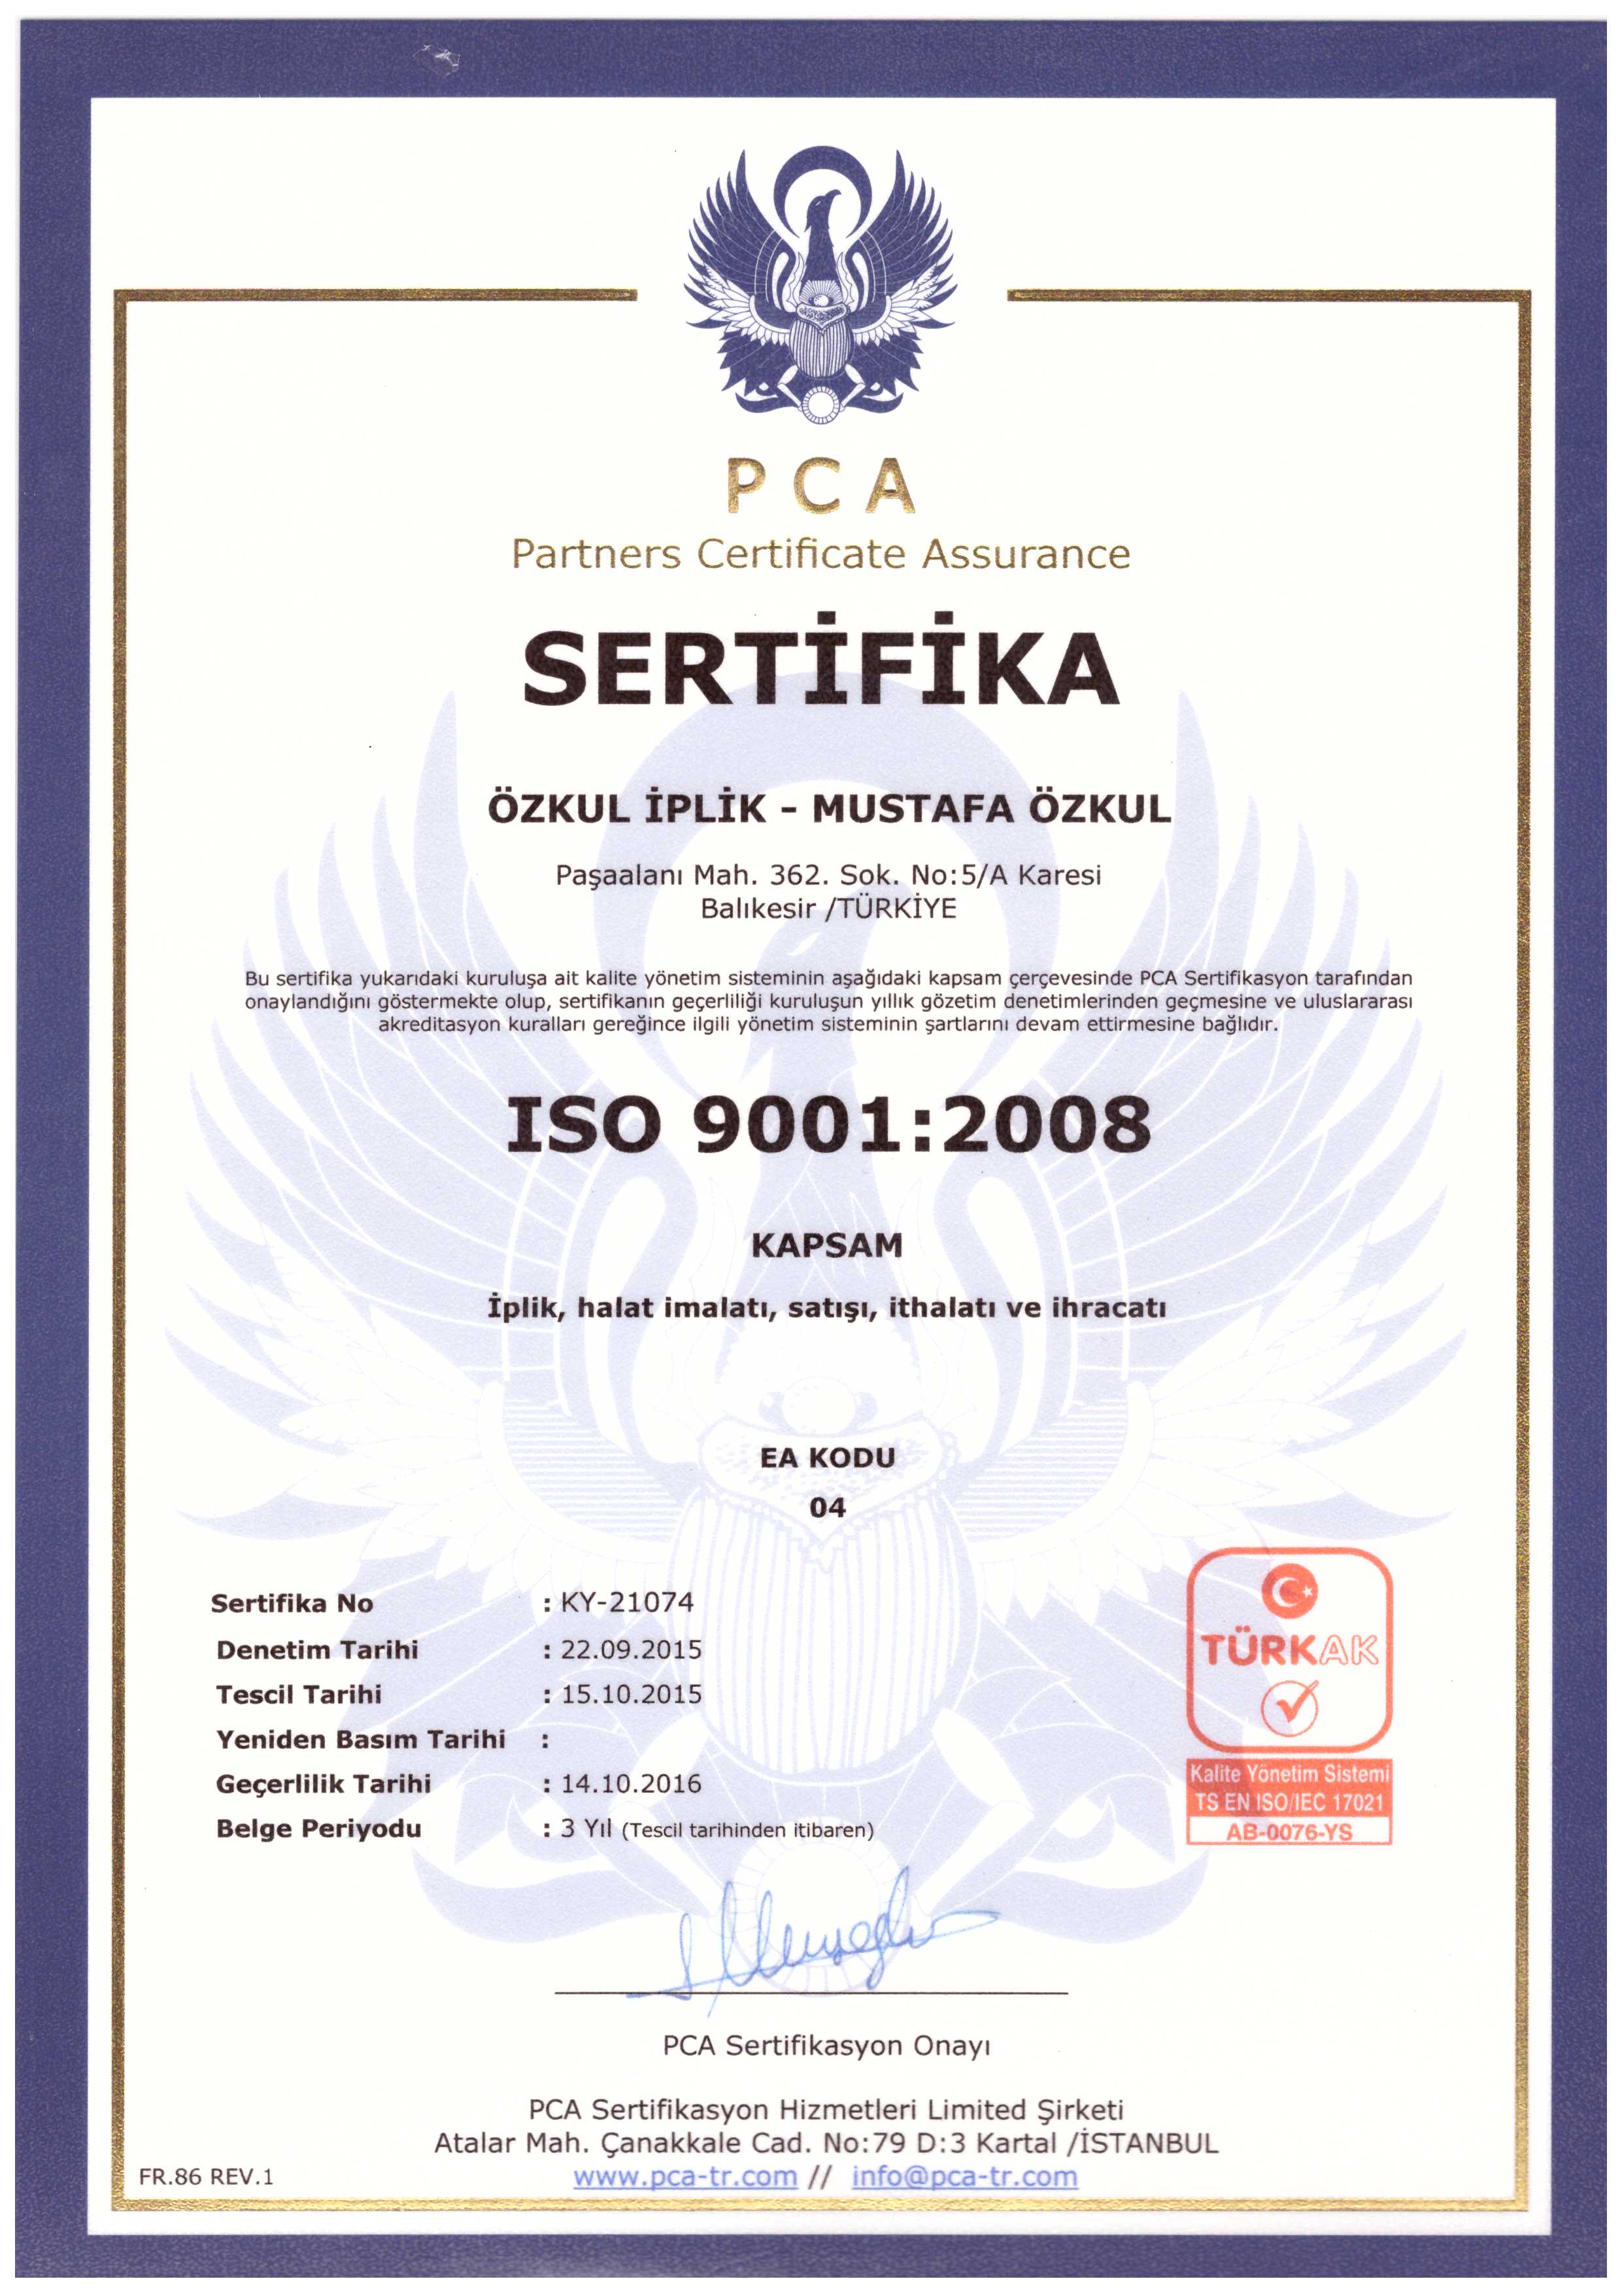 PCA
Partners Certificate Assurance
SERTİFİKA
ÖZKUL İPLİK - MUSTAFA ÖZKUL
Paşaalanı Mah. 362. Sok. No:5/A Karesi
Balıkesir /TÜRKİYE
Bu sertifika yukarıdaki kuruluşa ait kalite yönetim sisteminin aşağıdaki kapsam çerçevesinde PCA Sertifikasyon tarafından
onaylandığını göstermekte olup, sertifikanın geçerliliği kuruluşun yıllık gözetim denetimlerinden geçmesine ve uluslararası
akreditasyon kuralları gereğince ilgili yönetim sisteminin şartlarını devam ettirmesine bağlıdır.
ISO 9001:2008
KAPSAM
İplik, halat imalatı, satışı, ithalatı ve ihracatı
EA KODU
04
Sertifika No : KY-21074
Denetim Tarihi : 22.09.2015
Tescil Tarihi : 15.10.2015
Yeniden Basım Tarihi :
Geçerlilik Tarihi : 14.10.2016
Belge Periyodu : 3 Yıl (Tescil tarihinden itibaren)
TÜRKAK
Kalite Yönetim Sistemi
TS EN ISO/IEC 17021
AB-0076-YS
PCA Sertifikasyon Onayı
PCA Sertifikasyon Hizmetleri Limited Şirketi
Atalar Mah. Çanakkale Cad. No:79 D:3 Kartal /İSTANBUL
www.pca-tr.com // info@pca-tr.com
FR.86 REV.1